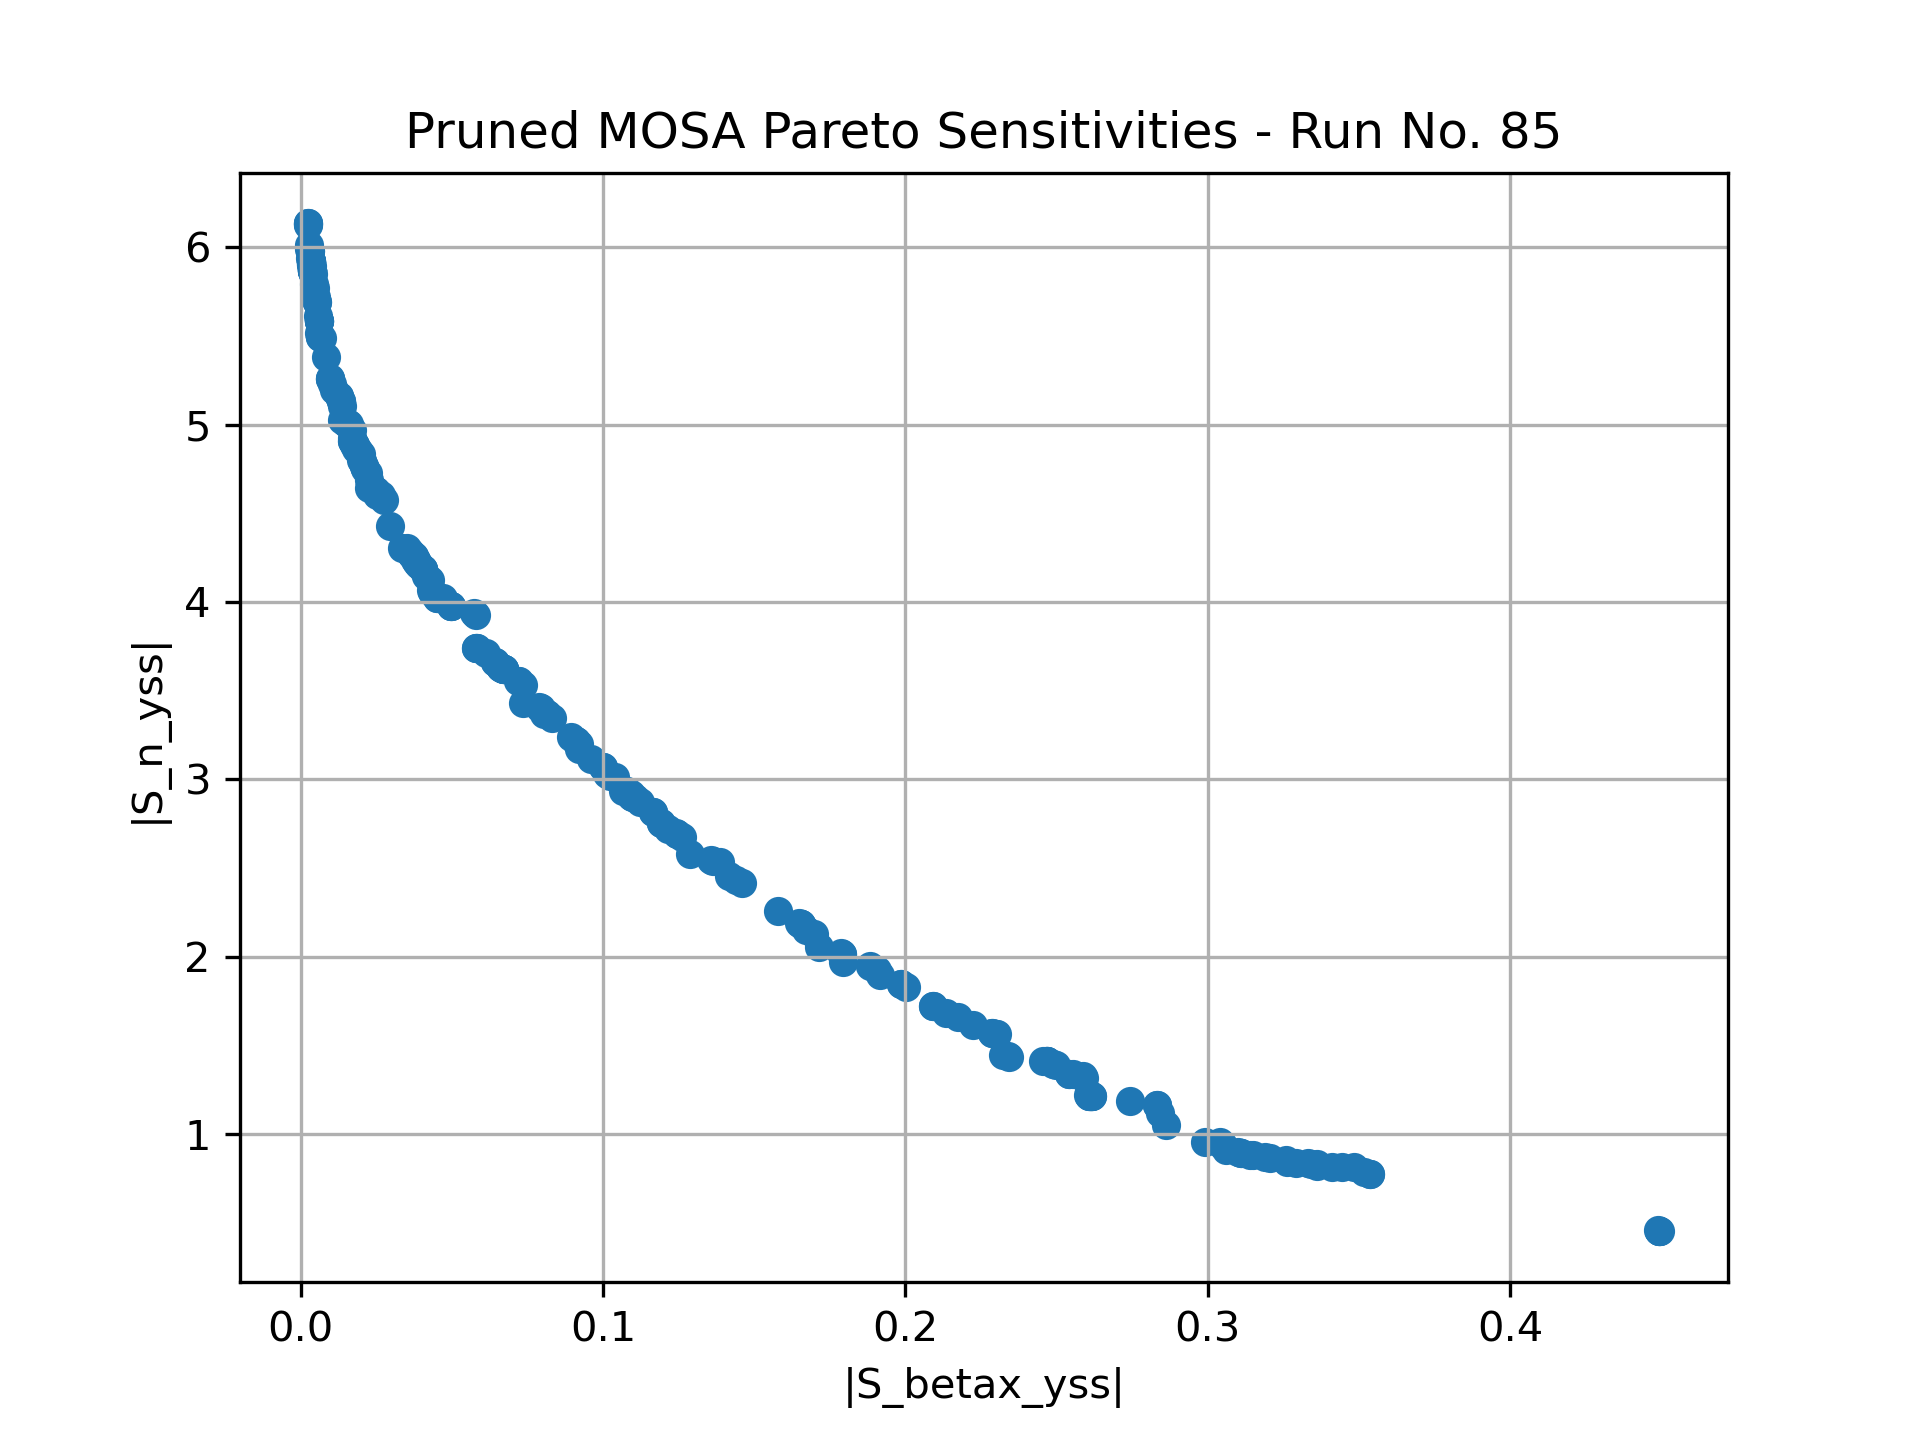 Pruned MOSA Pareto Sensitivities - Run No. 85
6
5
4
3
2
1
|S_n_yss|
0.0 0.1 0.2 0.3 0.4
|S_betax_yss|